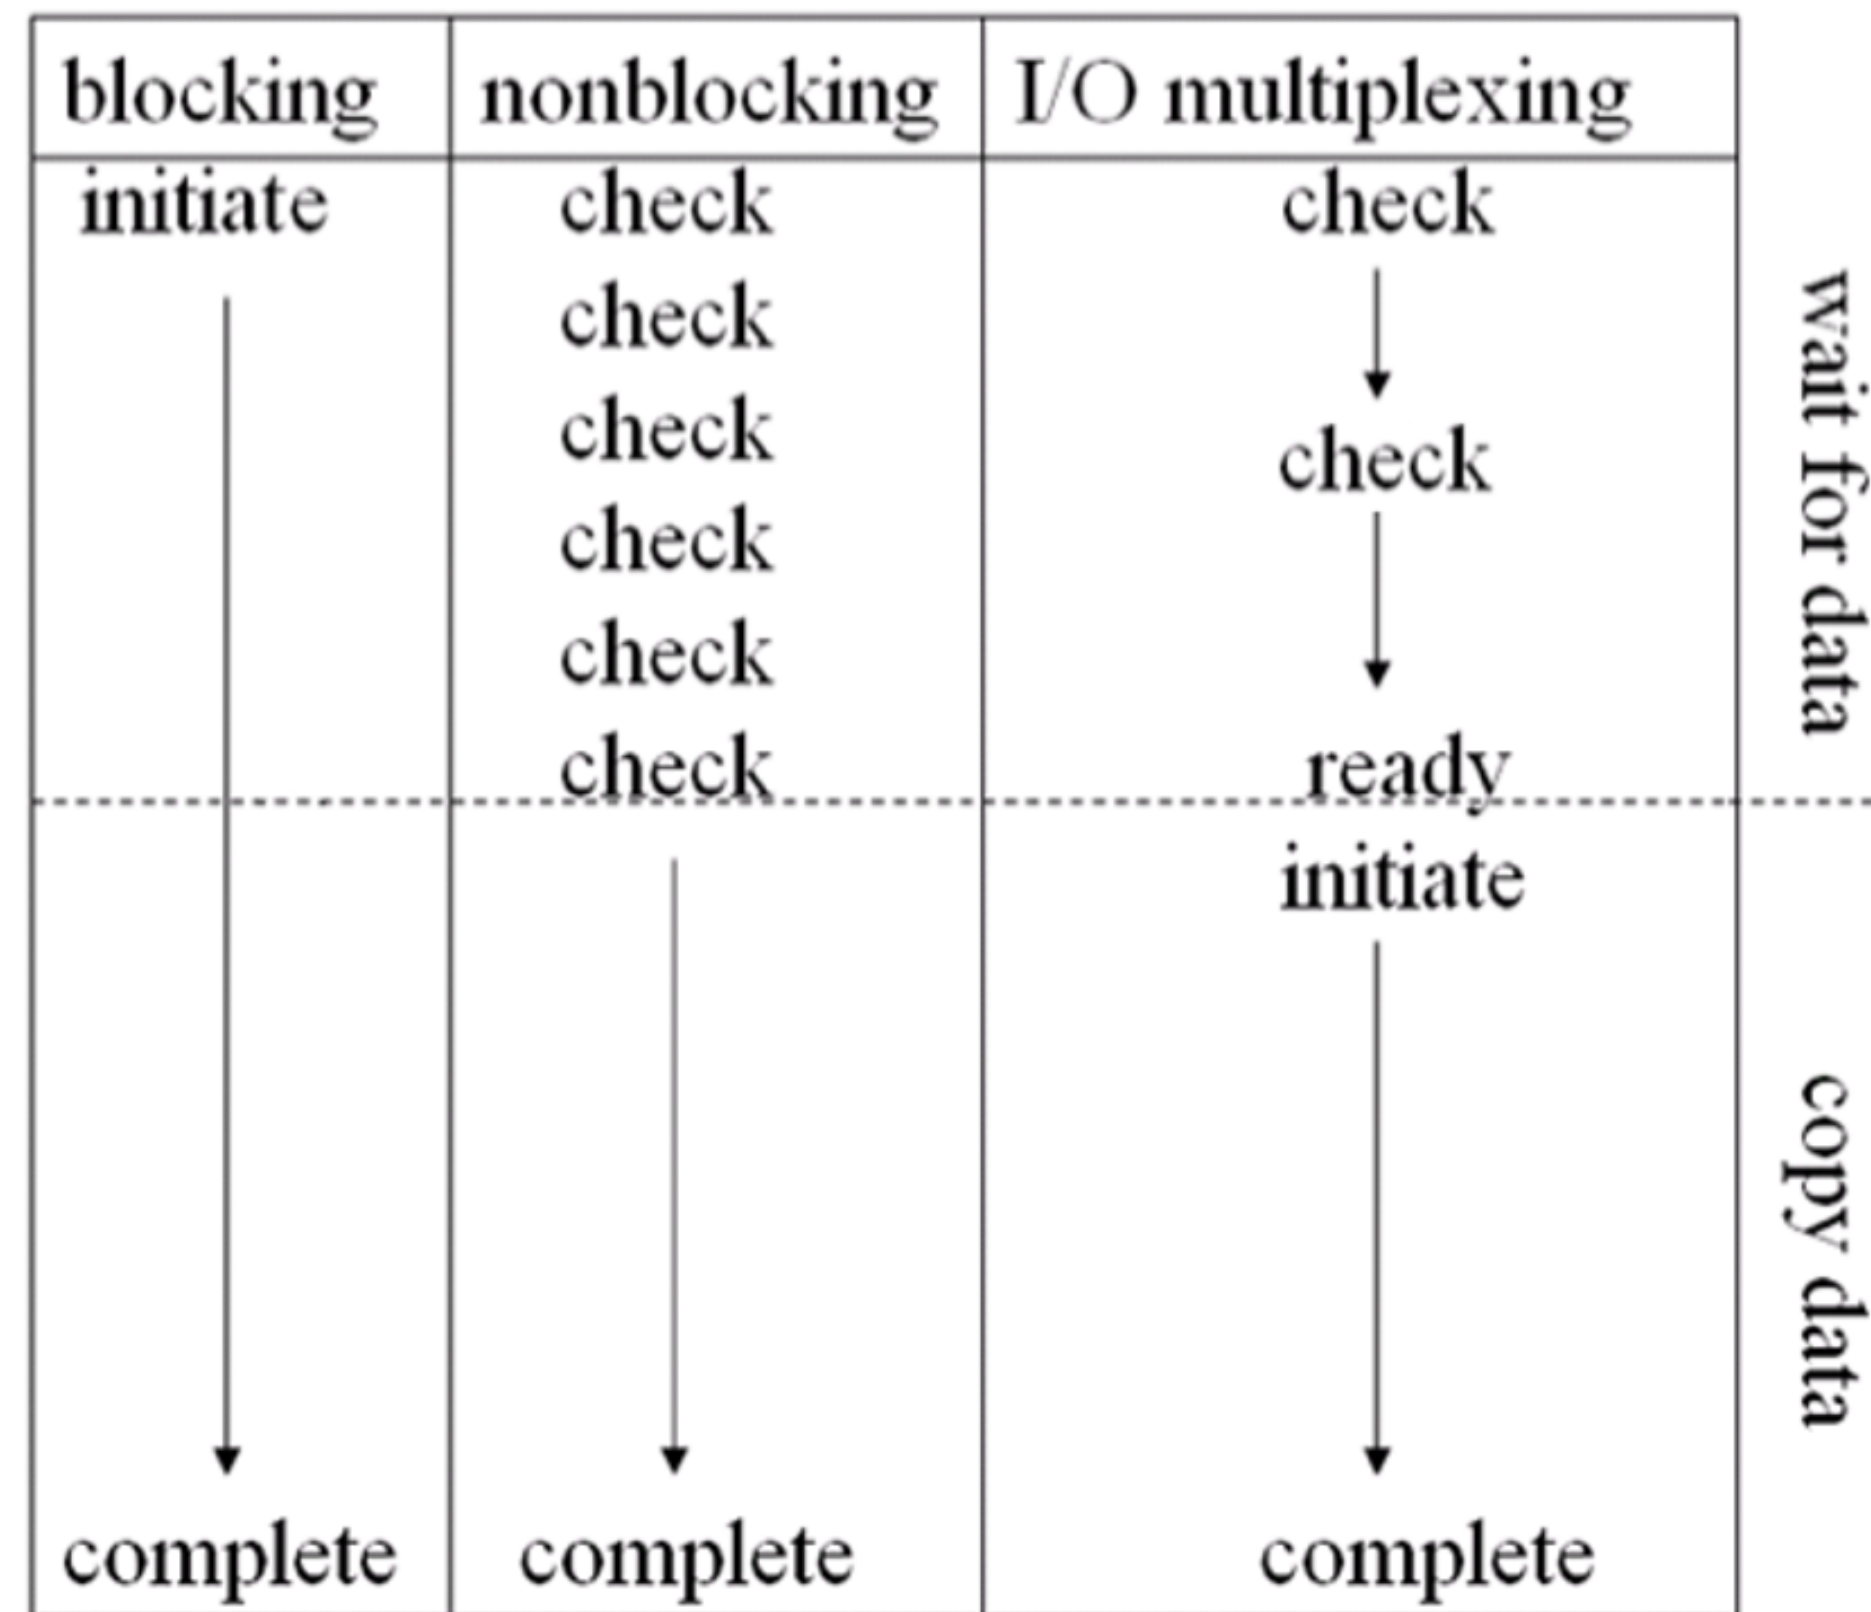 blocking nonblocking I/O multiplexing
initiate check check
check
check
check
check
check
check
ready
initiate
complete complete complete
wait for data
copy data